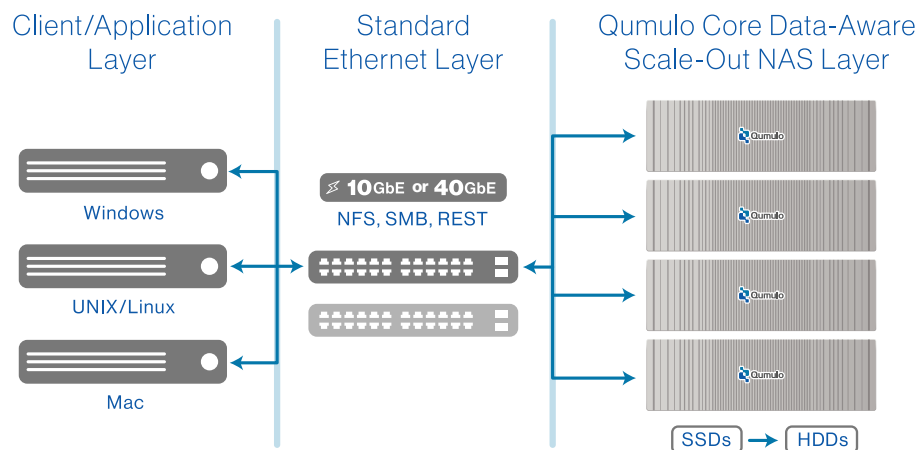 Client/Application
Layer
Standard
Ethernet Layer
Qumulo Core Data-Aware
Scale-Out NAS Layer
Windows
UNIX/Linux
Mac
10GbE or 40GbE
NFS, SMB, REST
Qumulo
Qumulo
Qumulo
Qumulo
SSDs
HDDs